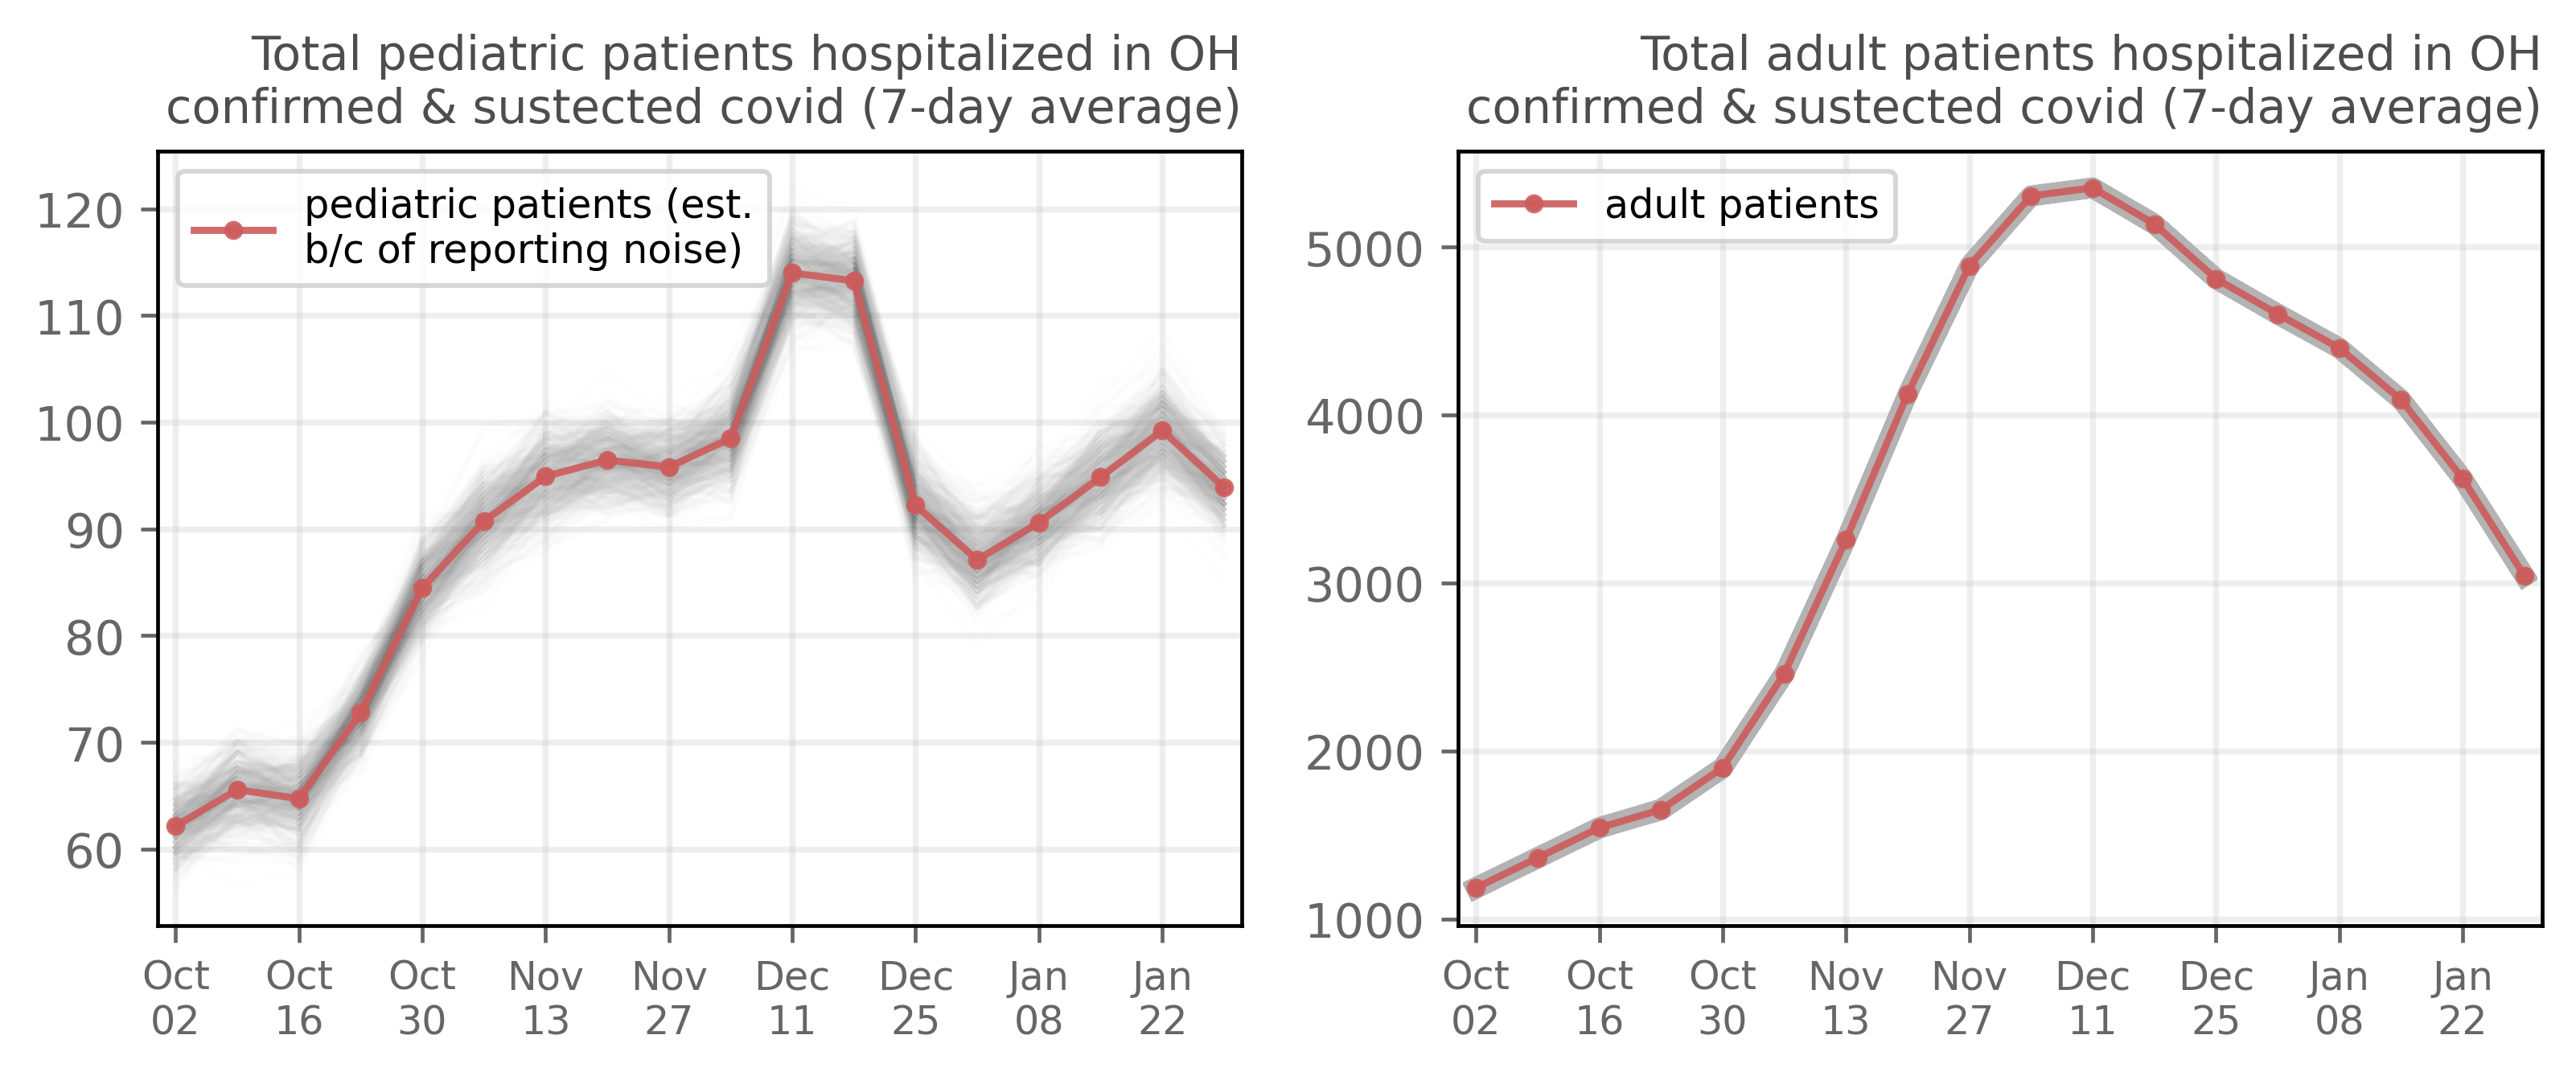 Total pediatric patients hospitalized in OH
confirmed & sustected covid (7-day average)
pediatric patients (est.
b/c of reporting noise)
120
110
100
90
80
70
60
Oct Oct Oct Nov Nov Dec Dec Jan Jan
02 16 30 13 27 11 25 08 22
Total adult patients hospitalized in OH
confirmed & sustected covid (7-day average)
adult patients
5000
4000
3000
2000
1000
Oct Oct Oct Nov Nov Dec Dec Jan Jan
02 16 30 13 27 11 25 08 22